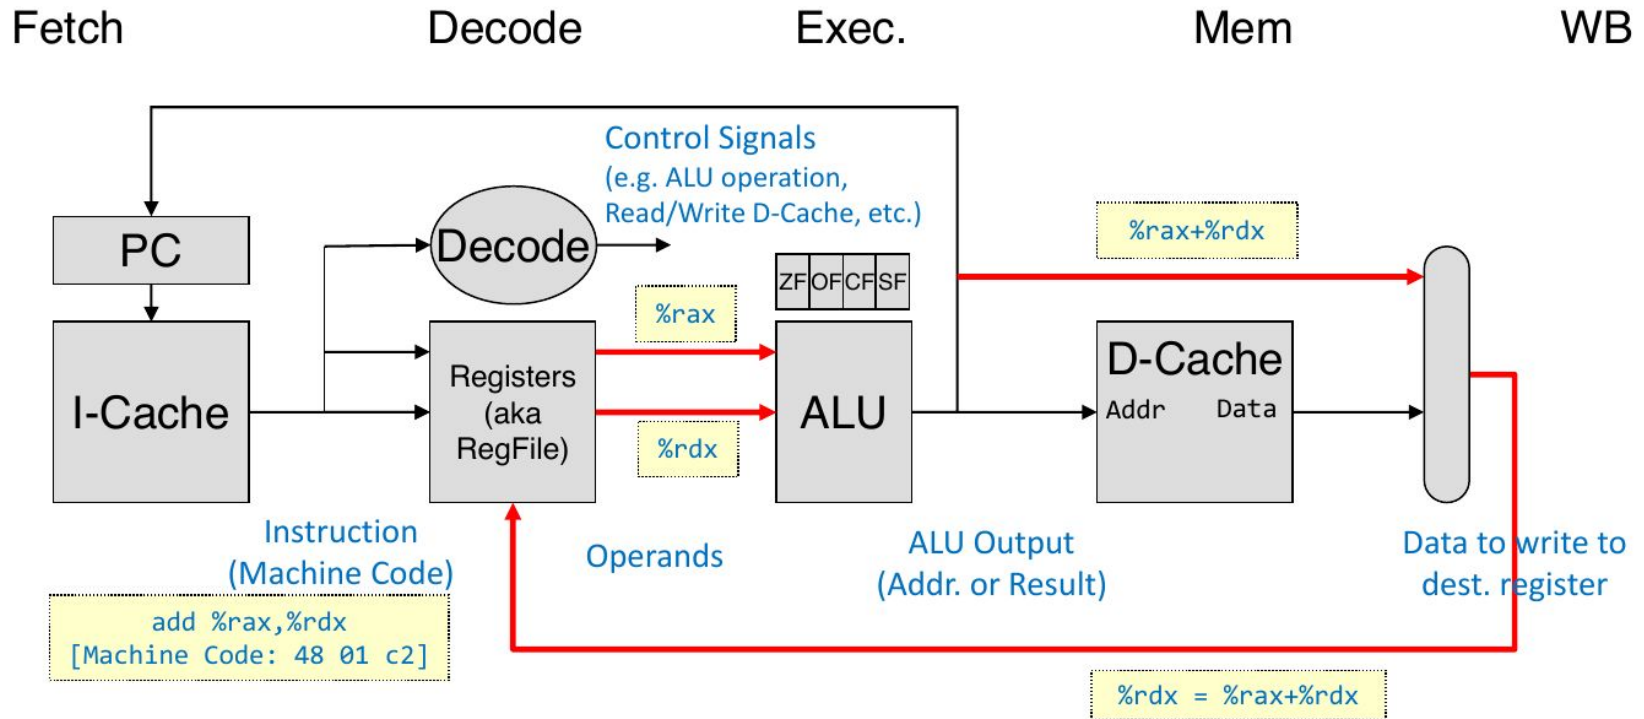 Fetch
Decode
Exec.
Mem
WB
Control Signals
(e.g. ALU operation,
Read/Write D-Cache, etc.)
PC
Decode
ZF OF CF SF
%rax+%rdx
%rax
I-Cache
Registers
(aka
RegFile)
ALU
D-Cache
Addr Data
%rdx
Instruction
(Machine Code)
Operands
ALU Output
(Addr. or Result)
Data to write to
dest. register
add %rax,%rdx
[Machine Code: 48 01 c2]
%rdx = %rax+%rdx